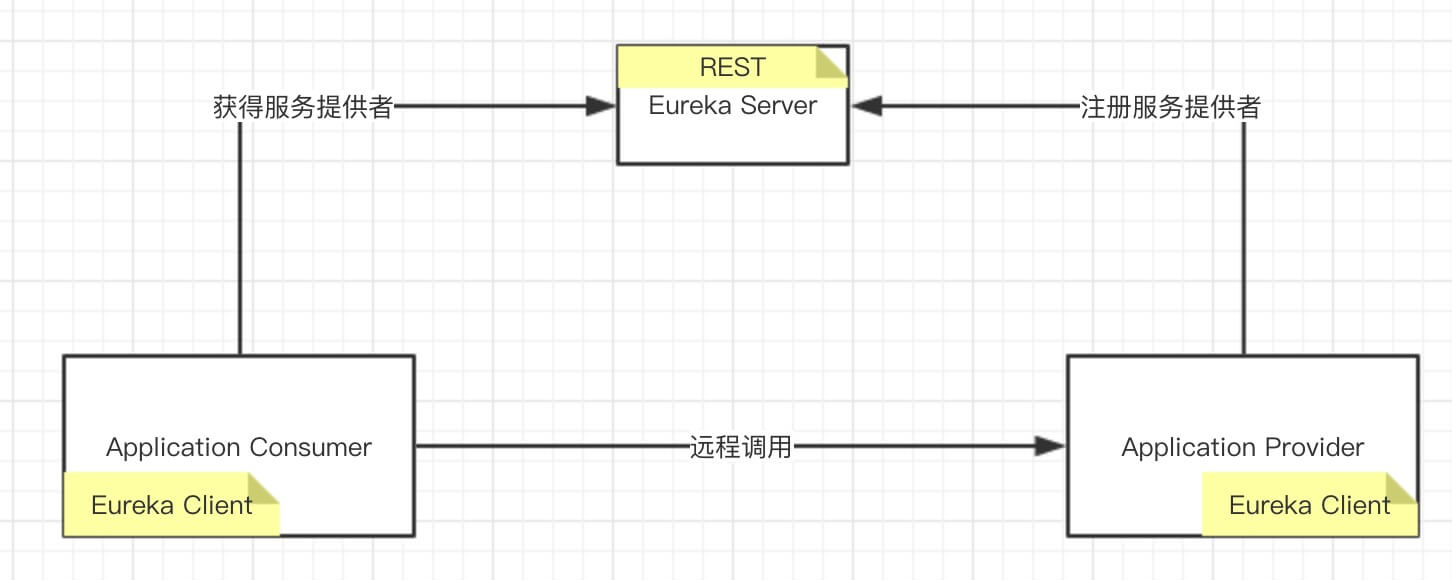 REST
获得服务提供者
Eureka Server
注册服务提供者
Application Consumer
远程调用
Application Provider
Eureka Client
Eureka Client